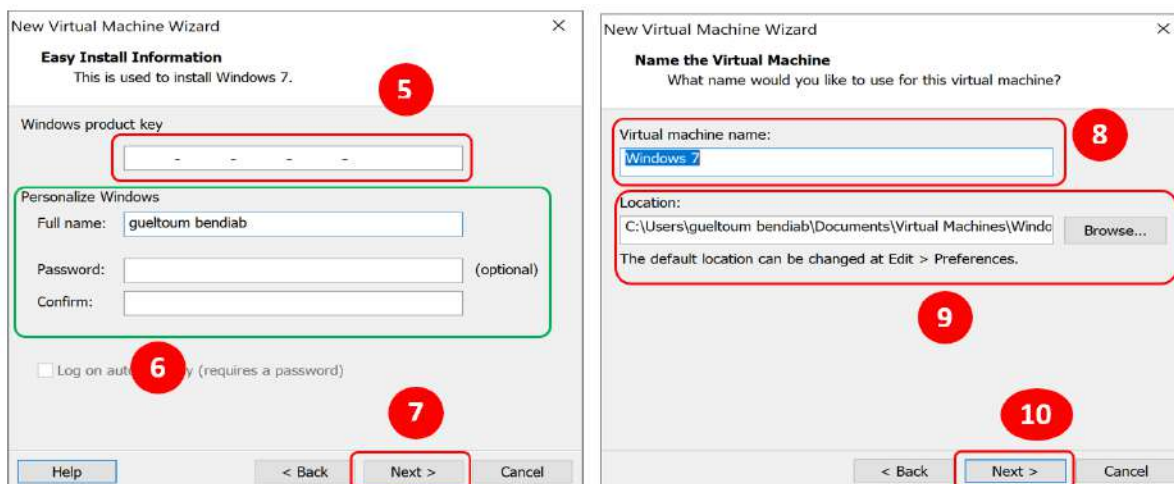 New Virtual Machine Wizard
Easy Install Information
This is used to install Windows 7.
5
Windows product key
- - - -
Personalize Windows
Full name: gueltoum bendiab
Password: (optional)
Confirm:
6
Log on (requires a password)
7
Help < Back Next > Cancel
New Virtual Machine Wizard
Name the Virtual Machine
What name would you like to use for this virtual machine?
8
Virtual machine name:
Windows 7
Location:
C:\Users\gueltoum bendiab\Documents\Virtual Machines\Windo Browse...
The default location can be changed at Edit > Preferences.
9
10
< Back Next > Cancel